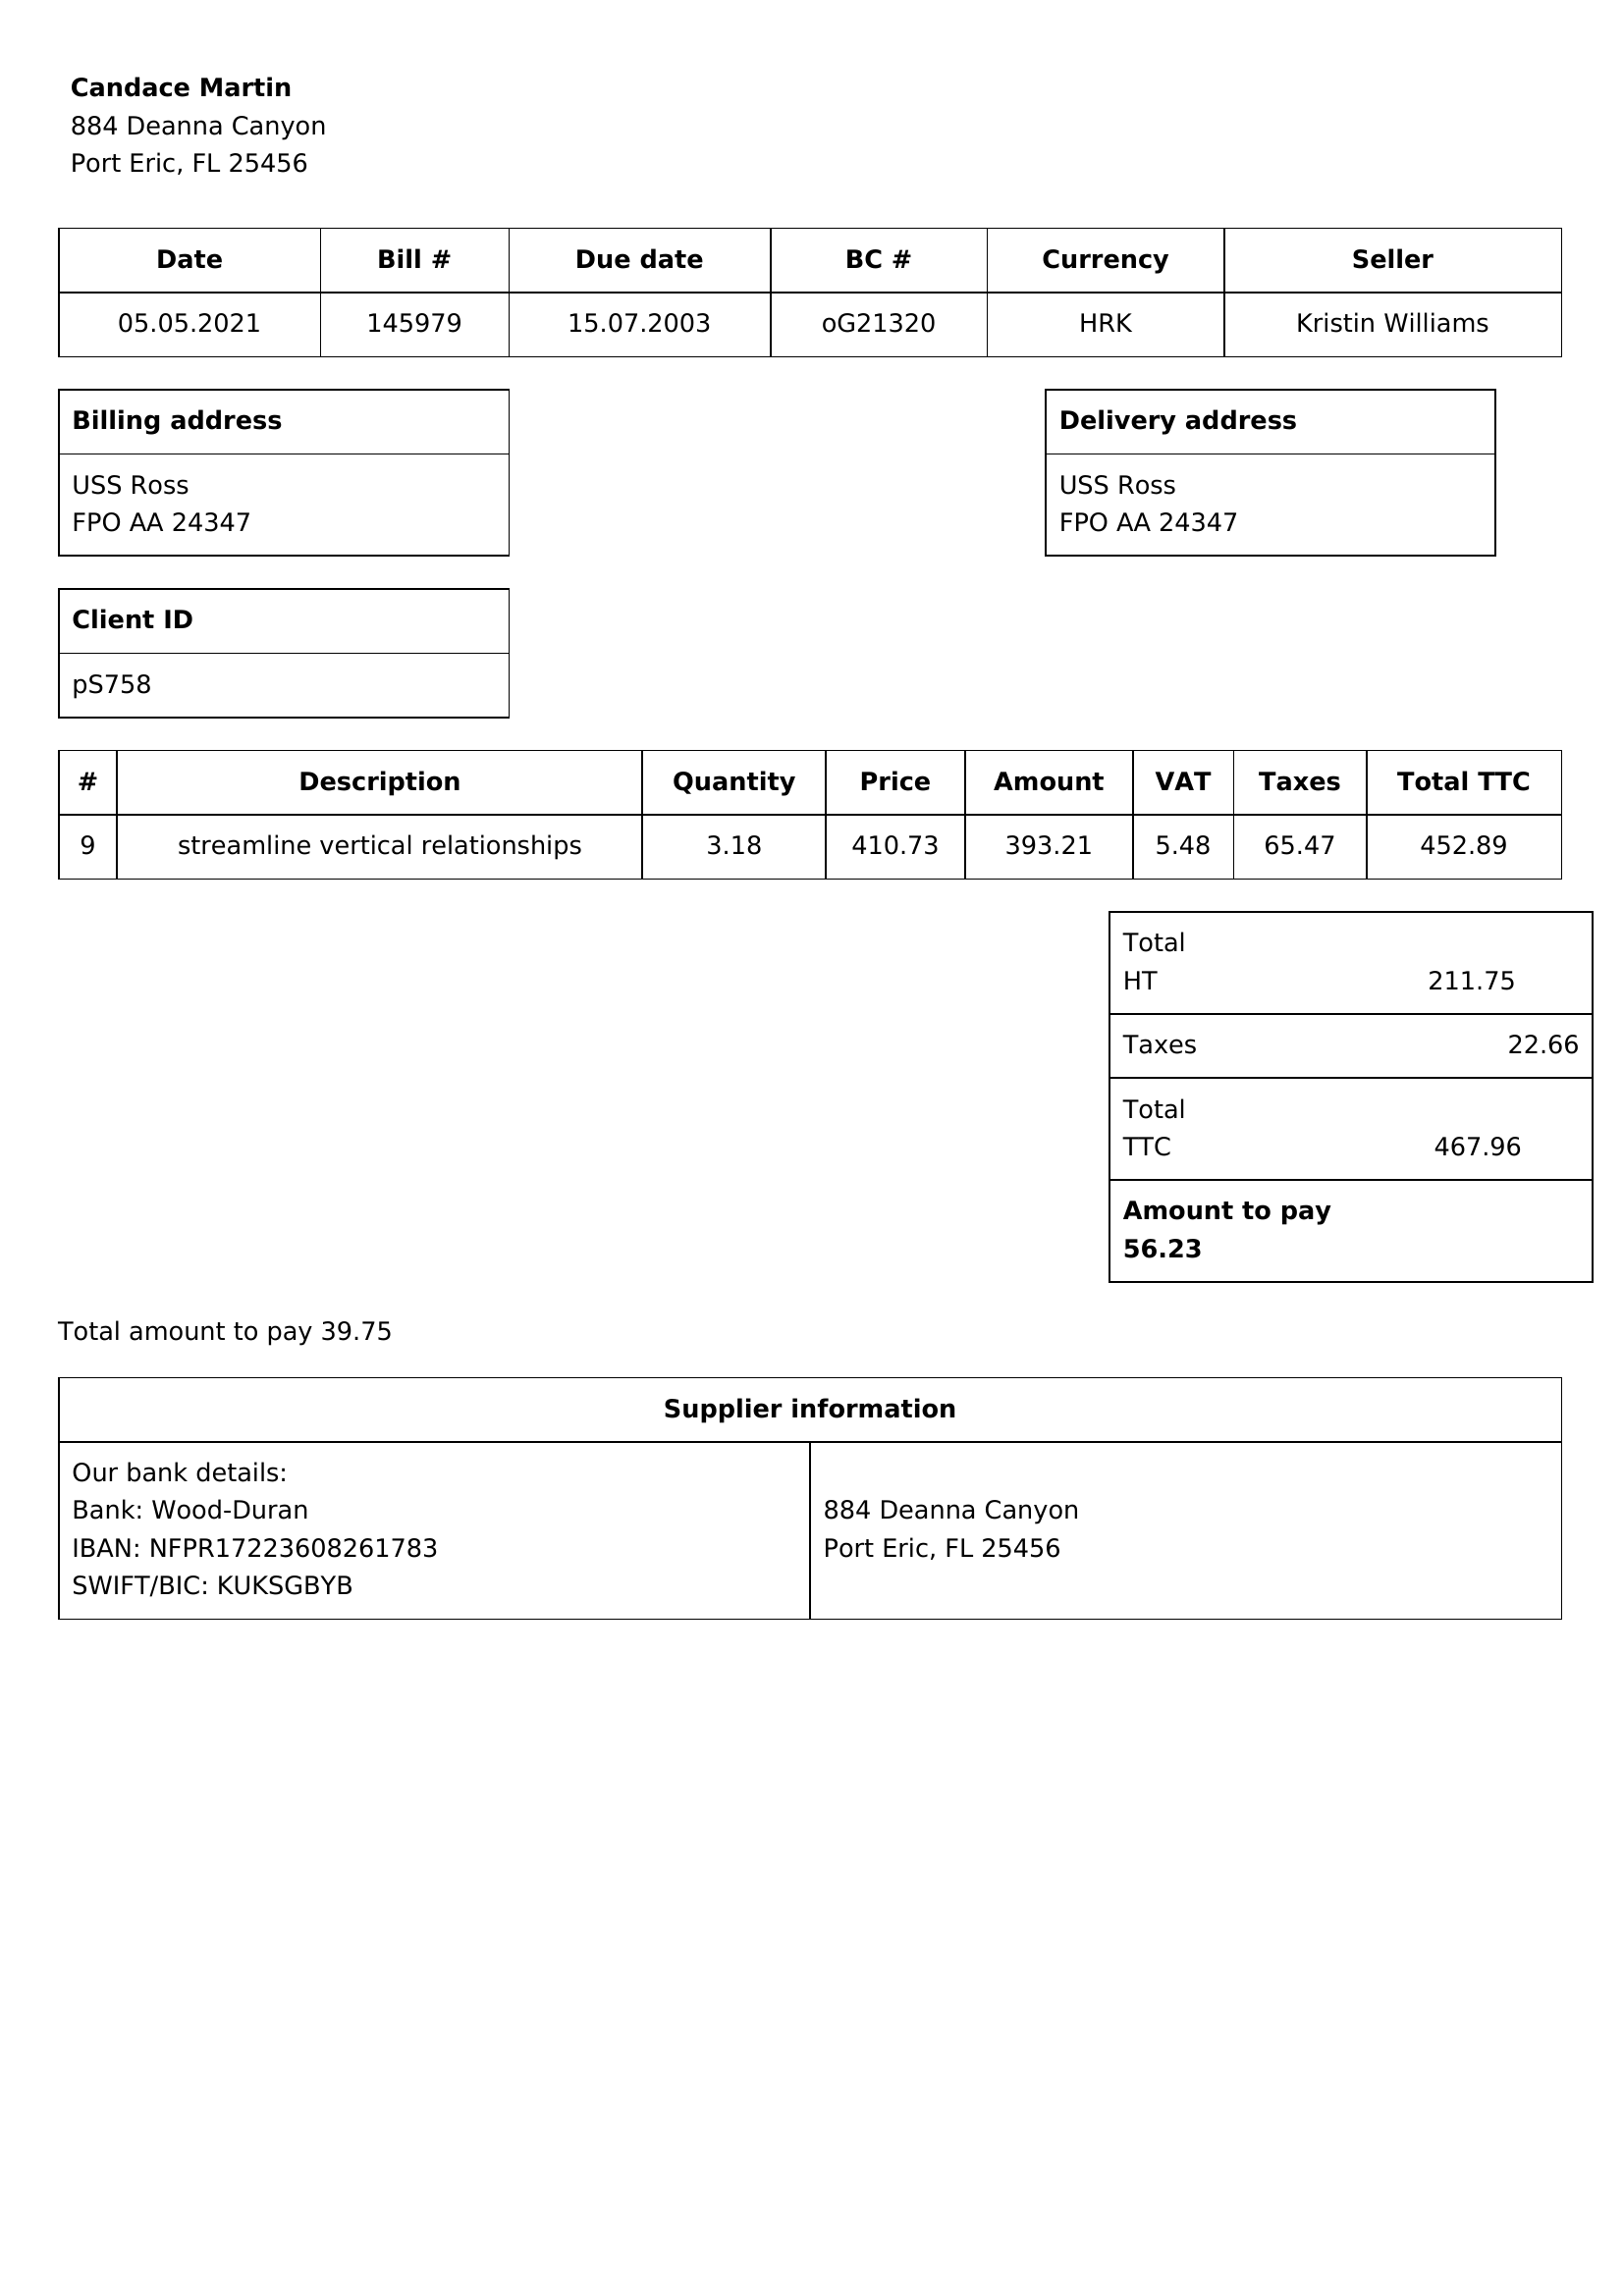 Candace Martin
884 Deanna Canyon
Port Eric, FL 25456
Date Bill # Due date BC # Currency Seller
05.05.2021 145979 15.07.2003 oG21320 HRK Kristin Williams
Billing address
USS Ross
FPO AA 24347
Delivery address
USS Ross
FPO AA 24347
Client ID
pS758
# Description Quantity Price Amount VAT Taxes Total TTC
9 streamline vertical relationships 3.18 410.73 393.21 5.48 65.47 452.89
Total
HT 211.75
Taxes 22.66
Total
TTC 467.96
Amount to pay
56.23
Total amount to pay 39.75
Supplier information
Our bank details:
Bank: Wood-Duran
IBAN: NFPR17223608261783
SWIFT/BIC: KUKSGBYB
884 Deanna Canyon
Port Eric, FL 25456